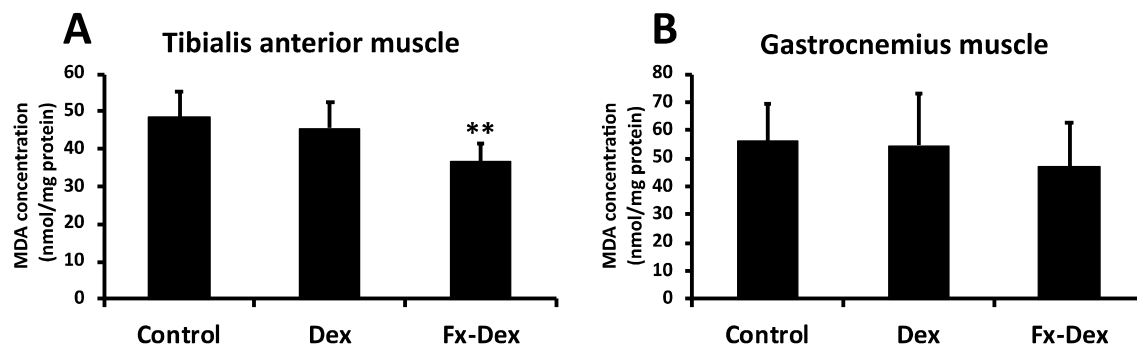 A
Tibialis anterior muscle
MDA concentration
(nmol/mg protein)
60
50
40
30
20
10
0
**
Control Dex Fx-Dex
B
Gastrocnemius muscle
MDA concentration
(nmol/mg protein)
80
70
60
50
40
30
20
10
0
Control Dex Fx-Dex